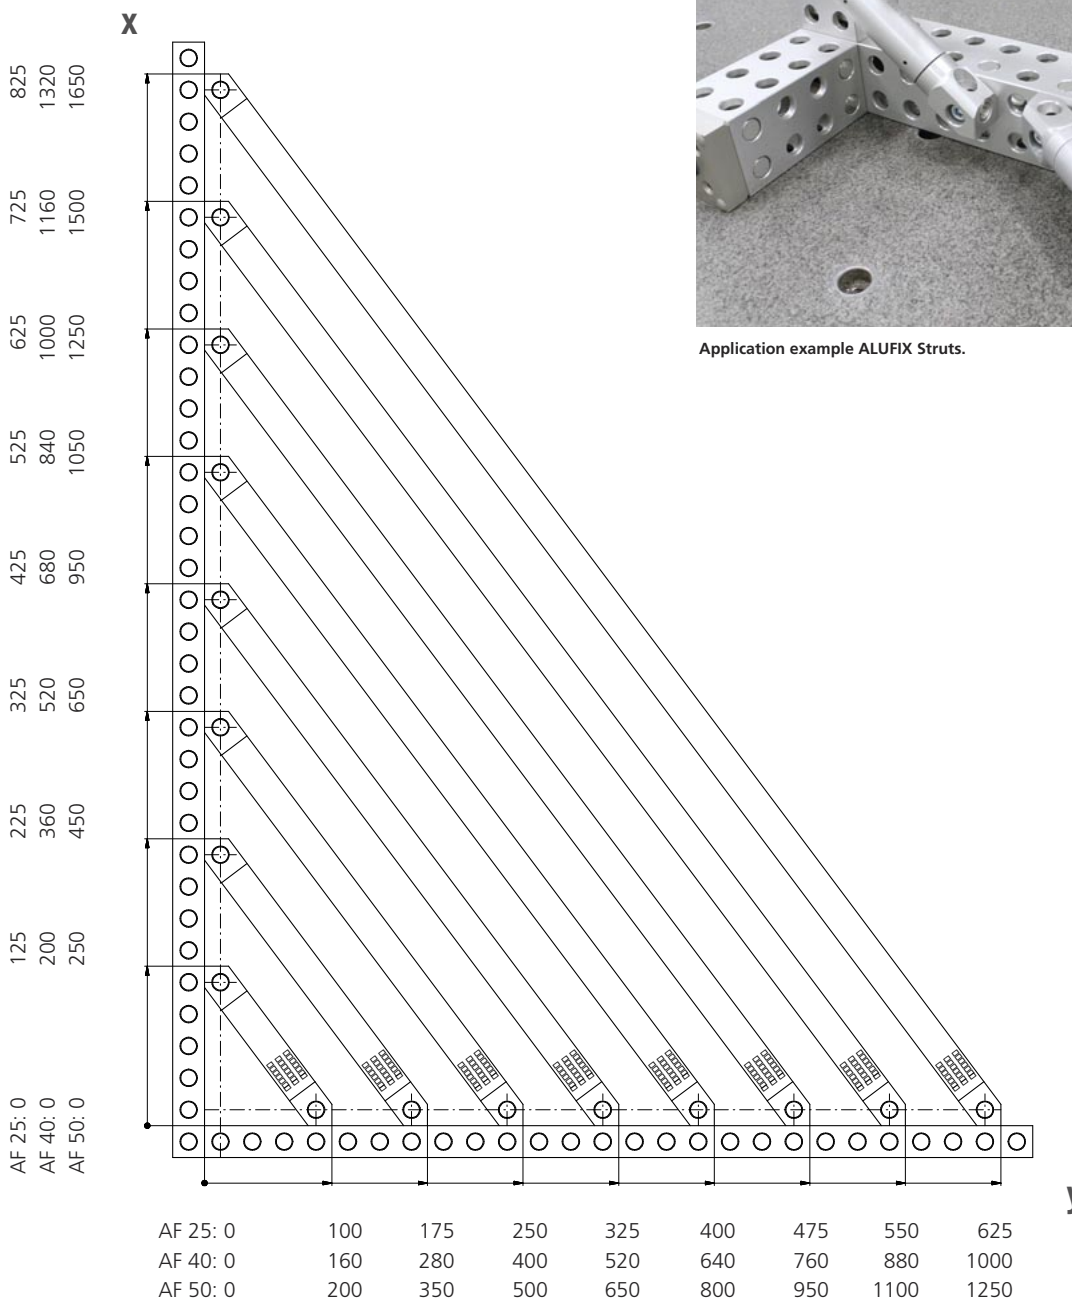 X
825 725 625 525 425 325 225 125 AF 25: 0
1320 1160 1000 840 680 520 360 200 AF 40: 0
1650 1500 1250 1050 950 650 450 250 AF 50: 0
Application example ALUFIX Struts.
y
AF 25: 0 100 175 250 325 400 475 550 625
AF 40: 0 160 280 400 520 640 760 880 1000
AF 50: 0 200 350 500 650 800 950 1100 1250